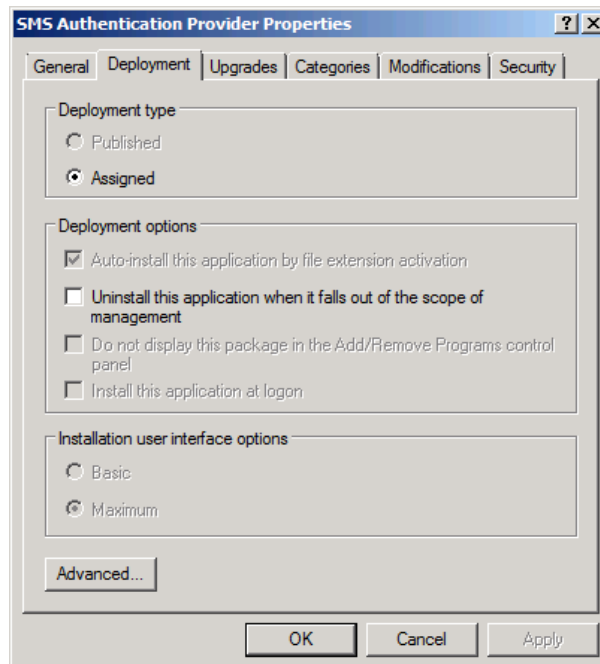 SMS Authentication Provider Properties
General Deployment Upgrades Categories Modifications Security
Deployment type
Published
Assigned
Deployment options
Auto-install this application by file extension activation
Uninstall this application when it falls out of the scope of
management
Do not display this package in the Add/Remove Programs control
panel
Install this application at logon
Installation user interface options
Basic
Maximum
Advanced...
OK Cancel Apply